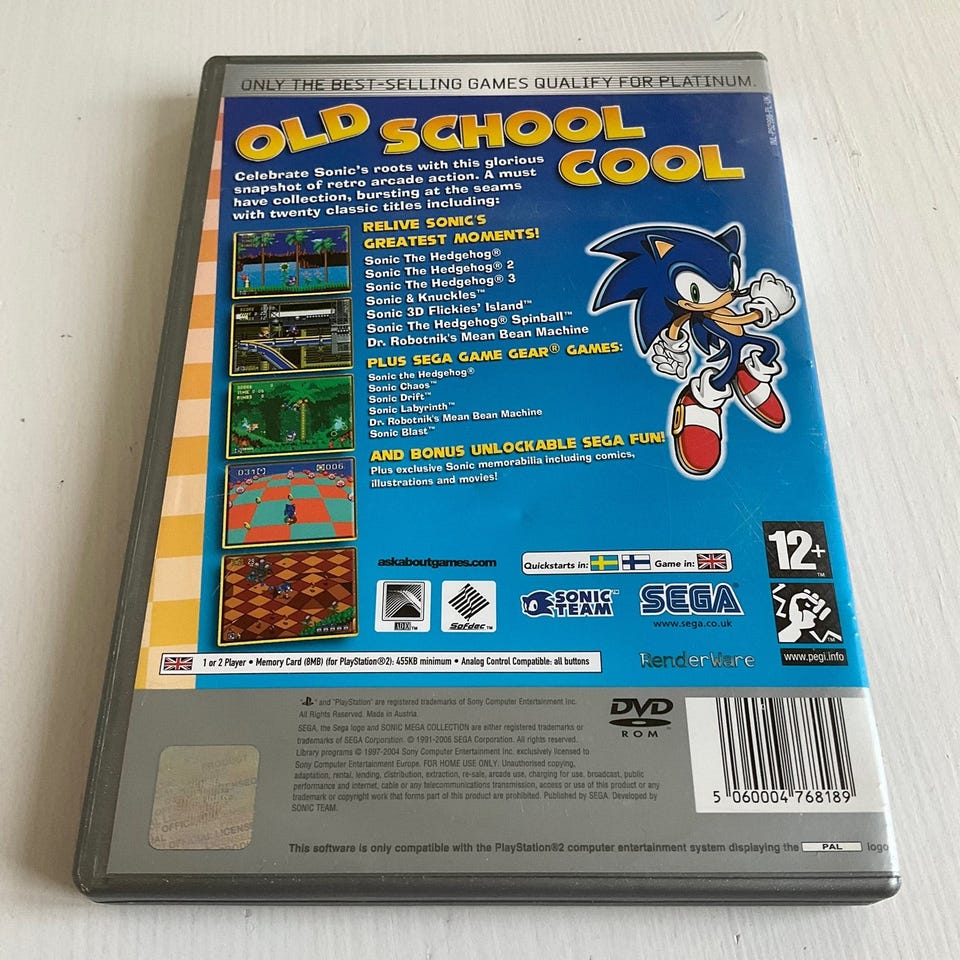 ONLY THE BEST-SELLING GAMES QUALIFY FOR PLATINUM.
OLD SCHOOL
COOL
Celebrate Sonic's roots with this glorious
snapshot of retro arcade action. A must
have collection, bursting at the seams
with twenty classic titles including:
RELIVE SONIC'S
GREATEST MOMENTS!
Sonic The Hedgehog®
Sonic The Hedgehog® 2
Sonic The Hedgehog® 3
Sonic & Knuckles™
Sonic 3D Flickies' Island™
Sonic The Hedgehog® Spinball™
Dr. Robotnik's Mean Bean Machine
PLUS SEGA GAME GEAR® GAMES:
Sonic the Hedgehog®
Sonic Chaos™
Sonic Drift™
Sonic Labyrinth™
Dr. Robotnik's Mean Bean Machine
Sonic Blast™
AND BONUS UNLOCKABLE SEGA FUN!
Plus exclusive Sonic memorabilia including comics,
illustrations and movies!
031
006
askaboutgames.com
Quickstarts in: Game in:
12+™
ADX™
Sofdec™
SONIC
TEAM™
SEGA
www.sega.co.uk
RenderWare
www.pegi.info
1 or 2 Player • Memory Card (8MB) (for PlayStation®2): 455KB minimum • Analog Control Compatible: all buttons
" " and "PlayStation" are registered trademarks of Sony Computer Entertainment Inc.
All Rights Reserved. Made in Austria
SEGA, the Sega logo and SONIC MEGA COLLECTION are either registered trademarks or
trademarks of SEGA Corporation. © 1991-2006 SEGA Corporation. All rights reserved.
Library programs © 1997-2004 Sony Computer Entertainment Inc. exclusively licensed to
Sony Computer Entertainment Europe. FOR HOME USE ONLY. Unauthorised copying,
adaptation, rental, lending, distribution, extraction, re-sale, arcade use, charging for use, broadcast, public
performance and internet, cable or any telecommunications transmission, access or use of this product or any
trademark or copyright work that forms part of this product are prohibited. Published by SEGA. Developed by
SONIC TEAM.
DVD
ROM
5 060004 768189
PRODUCT
OFFICIAL LICENSED
This software is only compatible with the PlayStation®2 computer entertainment system displaying the PAL logo